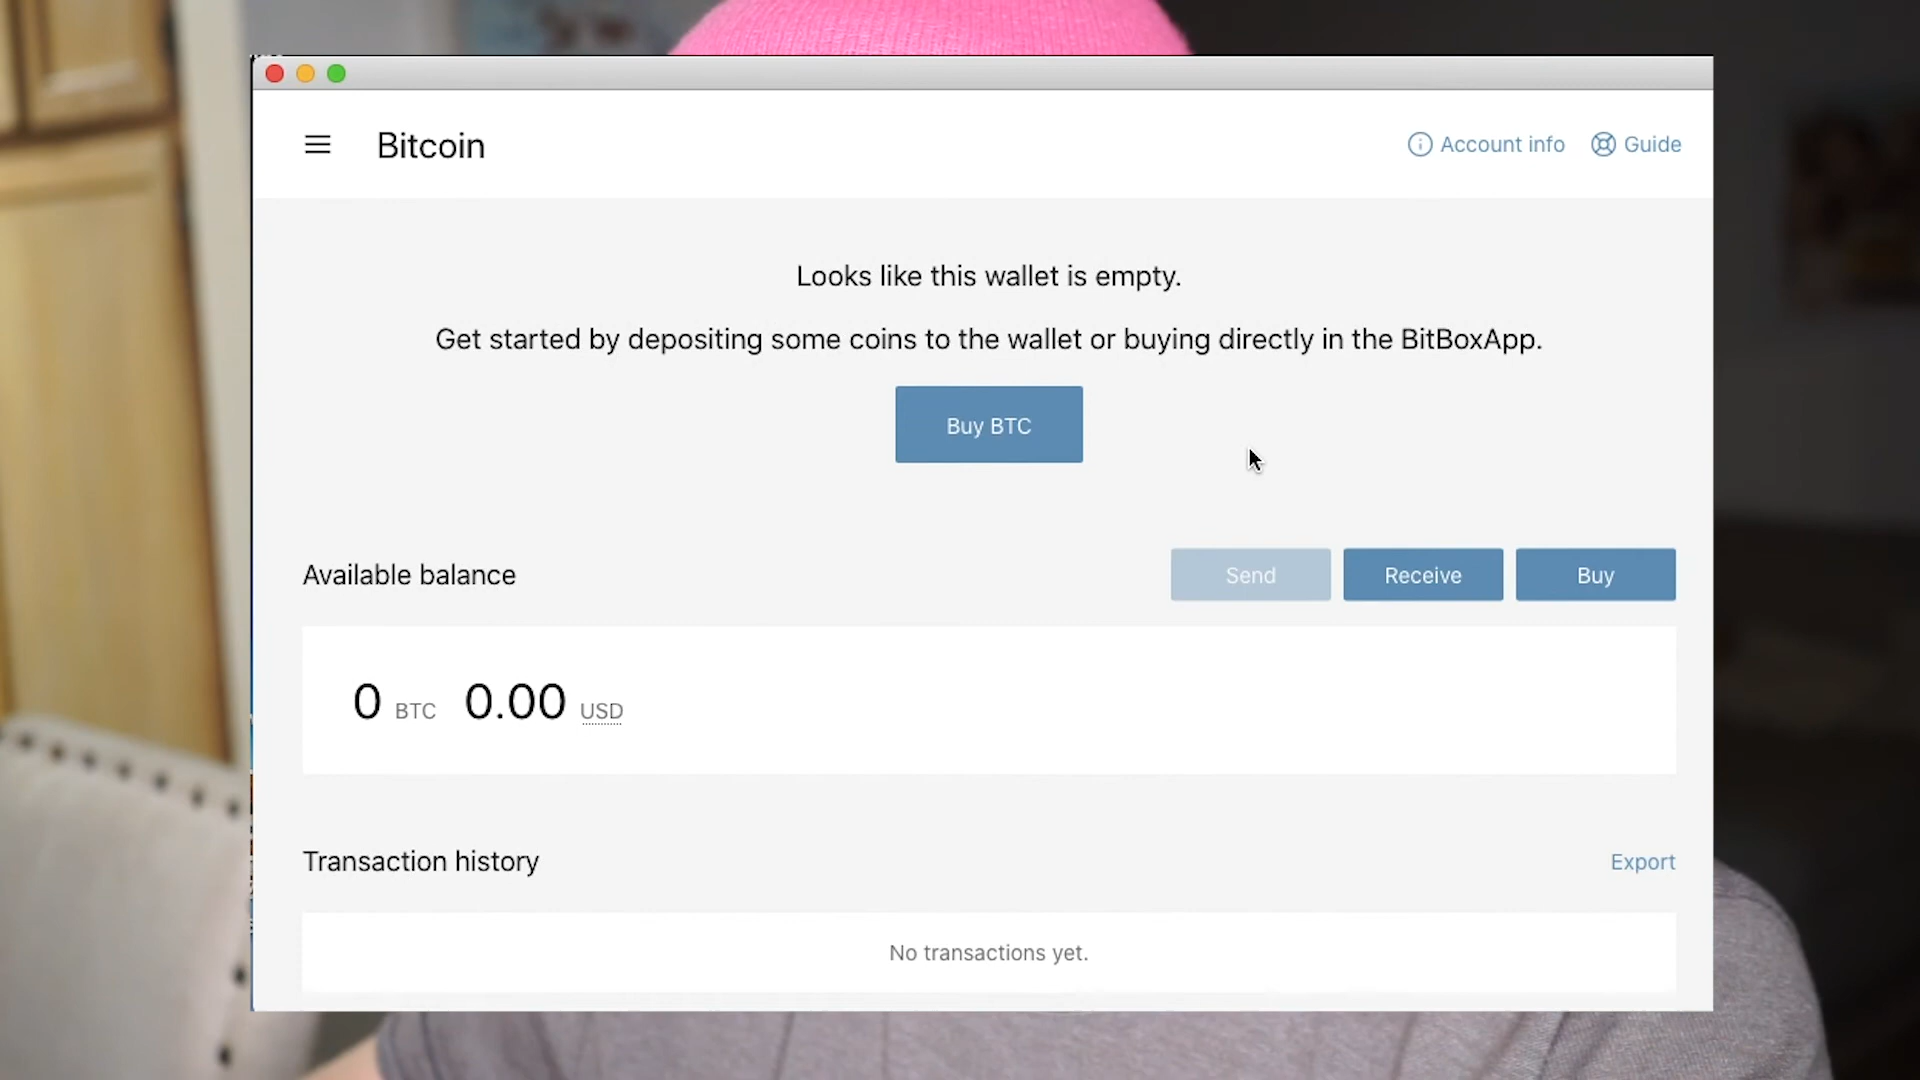 Bitcoin
Account info
Guide
Looks like this wallet is empty.
Get started by depositing some coins to the wallet or buying directly in the BitBoxApp.
Buy BTC
Available balance
Send
Receive
Buy
0 BTC 0.00 USD
Transaction history
Export
No transactions yet.